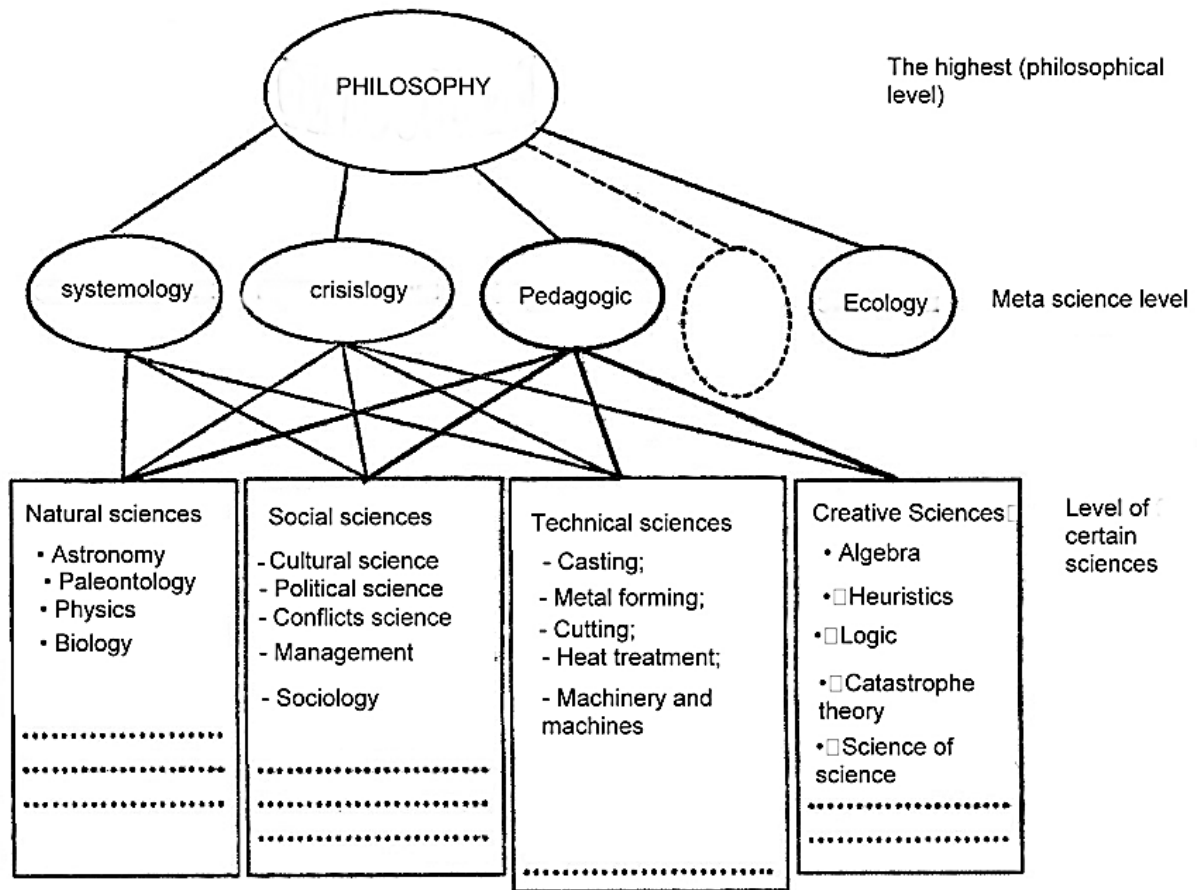 PHILOSOPHY
The highest (philosophical
level)
systemology
crisislogy
Pedagogic
Ecology
Meta science level
Natural sciences
• Astronomy
• Paleontology
• Physics
• Biology
Social sciences
- Cultural science
- Political science
- Conflicts science
- Management
- Sociology
Technical sciences
- Casting;
- Metal forming;
- Cutting;
- Heat treatment;
- Machinery and
machines
Creative Sciences□
• Algebra
•□Heuristics
•□Logic
•□Catastrophe
theory
•□Science of
science
Level of
certain
sciences